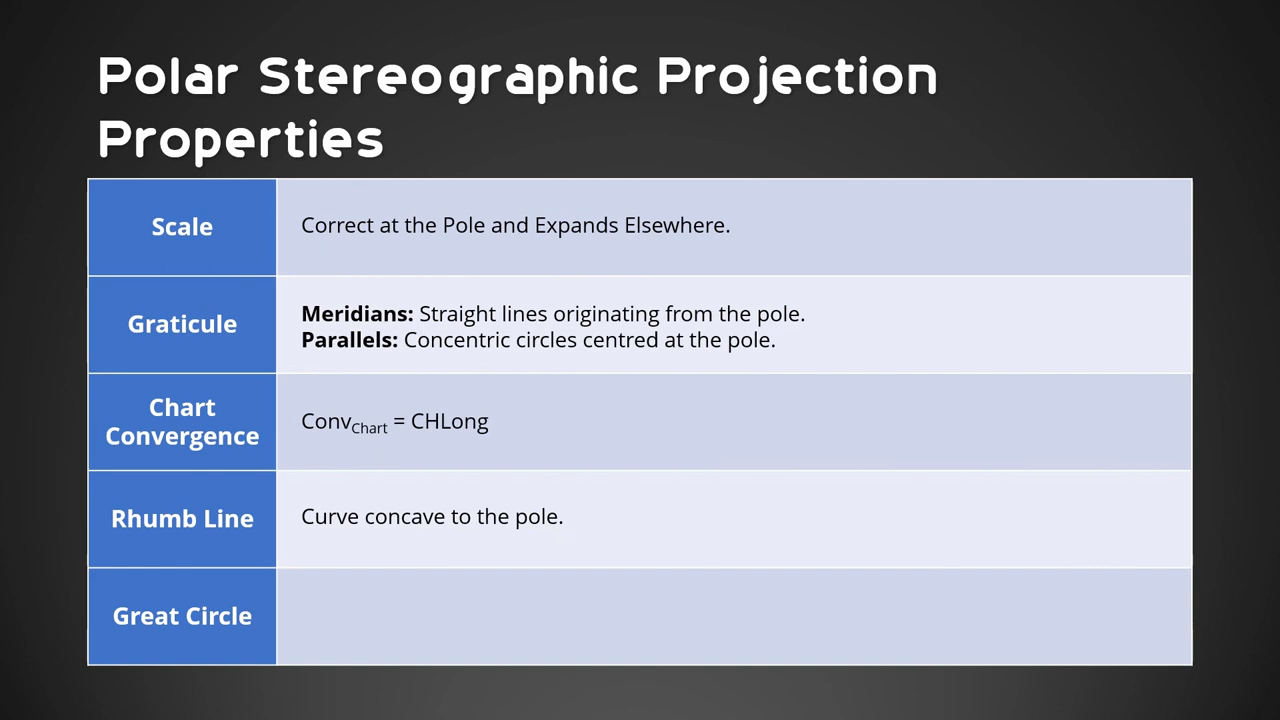 Polar Stereographic Projection
Properties
Scale
Correct at the Pole and Expands Elsewhere.
Graticule
Meridians: Straight lines originating from the pole.
Parallels: Concentric circles centred at the pole.
Chart
Convergence
ConvChart = CHLong
Rhumb Line
Curve concave to the pole.
Great Circle